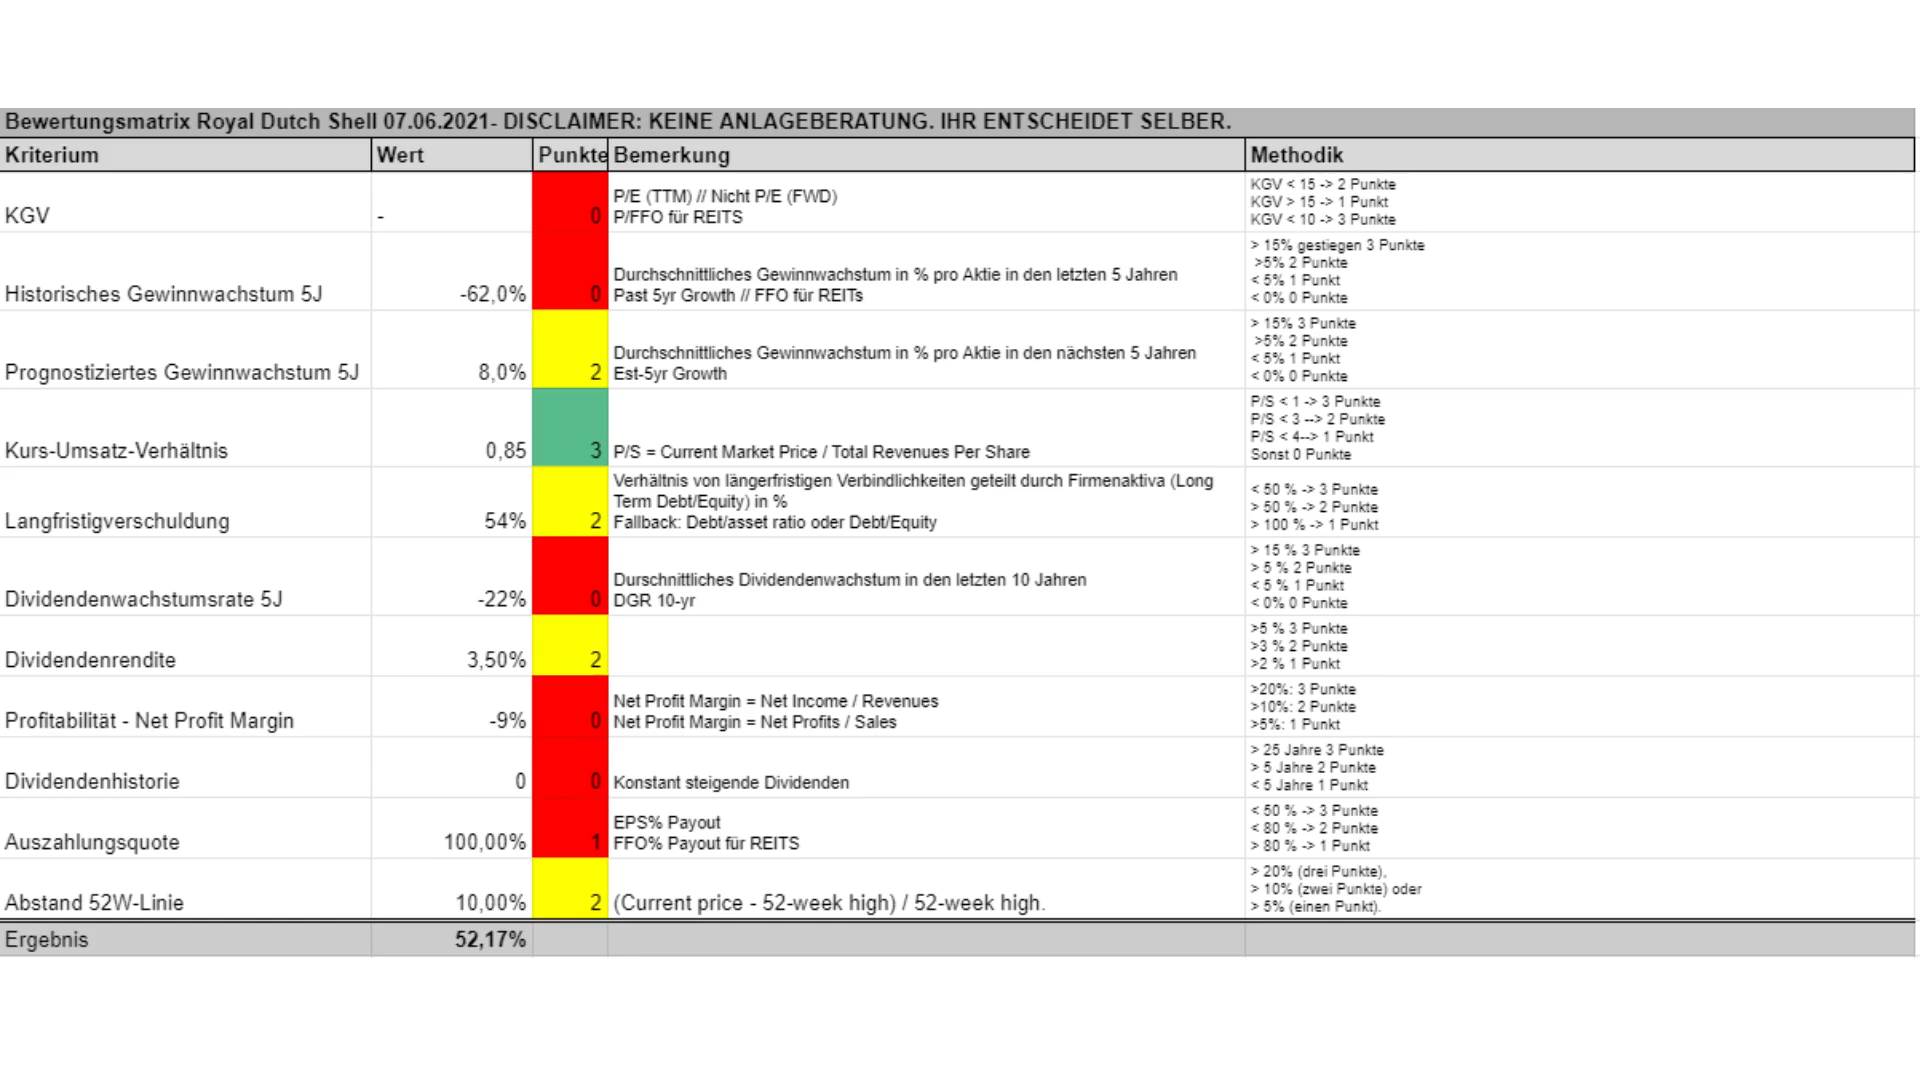 Bewertungsmatrix Royal Dutch Shell 07.06.2021- DISCLAIMER: KEINE ANLAGEBERATUNG. IHR ENTSCHEIDET SELBER.
Kriterium Wert Punkte Bemerkung Methodik
KGV - 0
P/E (TTM) // Nicht P/E (FWD)
P/FFO für REITS
KGV < 15 -> 2 Punkte
KGV > 15 -> 1 Punkt
KGV < 10 -> 3 Punkte
Historisches Gewinnwachstum 5J -62,0% 0
Durchschnittliches Gewinnwachstum in % pro Aktie in den letzten 5 Jahren
Past 5yr Growth // FFO für REITs
> 15% gestiegen 3 Punkte
>5% 2 Punkte
< 5% 1 Punkt
< 0% 0 Punkte
Prognostiziertes Gewinnwachstum 5J 8,0% 2
Durchschnittliches Gewinnwachstum in % pro Aktie in den nächsten 5 Jahren
Est-5yr Growth
> 15% 3 Punkte
>5% 2 Punkte
< 5% 1 Punkt
< 0% 0 Punkte
Kurs-Umsatz-Verhältnis 0,85 3
P/S = Current Market Price / Total Revenues Per Share
P/S < 1 -> 3 Punkte
P/S < 3 --> 2 Punkte
P/S < 4--> 1 Punkt
Sonst 0 Punkte
Langfristigverschuldung 54% 2
Verhältnis von längerfristigen Verbindlichkeiten geteilt durch Firmenaktiva (Long
Term Debt/Equity) in %
Fallback: Debt/asset ratio oder Debt/Equity
< 50 % -> 3 Punkte
> 50 % -> 2 Punkte
> 100 % -> 1 Punkt
Dividendenwachstumsrate 5J -22% 0
Durschnittliches Dividendenwachstum in den letzten 10 Jahren
DGR 10-yr
> 15 % 3 Punkte
> 5 % 2 Punkte
< 5 % 1 Punkt
< 0% 0 Punkte
Dividendenrendite 3,50% 2
>5 % 3 Punkte
>3 % 2 Punkte
>2 % 1 Punkt
Profitabilität - Net Profit Margin -9% 0
Net Profit Margin = Net Income / Revenues
Net Profit Margin = Net Profits / Sales
>20%: 3 Punkte
>10%: 2 Punkte
>5%: 1 Punkt
Dividendenhistorie 0 0
Konstant steigende Dividenden
> 25 Jahre 3 Punkte
> 5 Jahre 2 Punkte
< 5 Jahre 1 Punkt
Auszahlungsquote 100,00% 1
EPS% Payout
FFO% Payout für REITS
< 50 % -> 3 Punkte
< 80 % -> 2 Punkte
> 80 % -> 1 Punkt
Abstand 52W-Linie 10,00% 2
(Current price - 52-week high) / 52-week high.
> 20% (drei Punkte),
> 10% (zwei Punkte) oder
> 5% (einen Punkt).
Ergebnis 52,17%